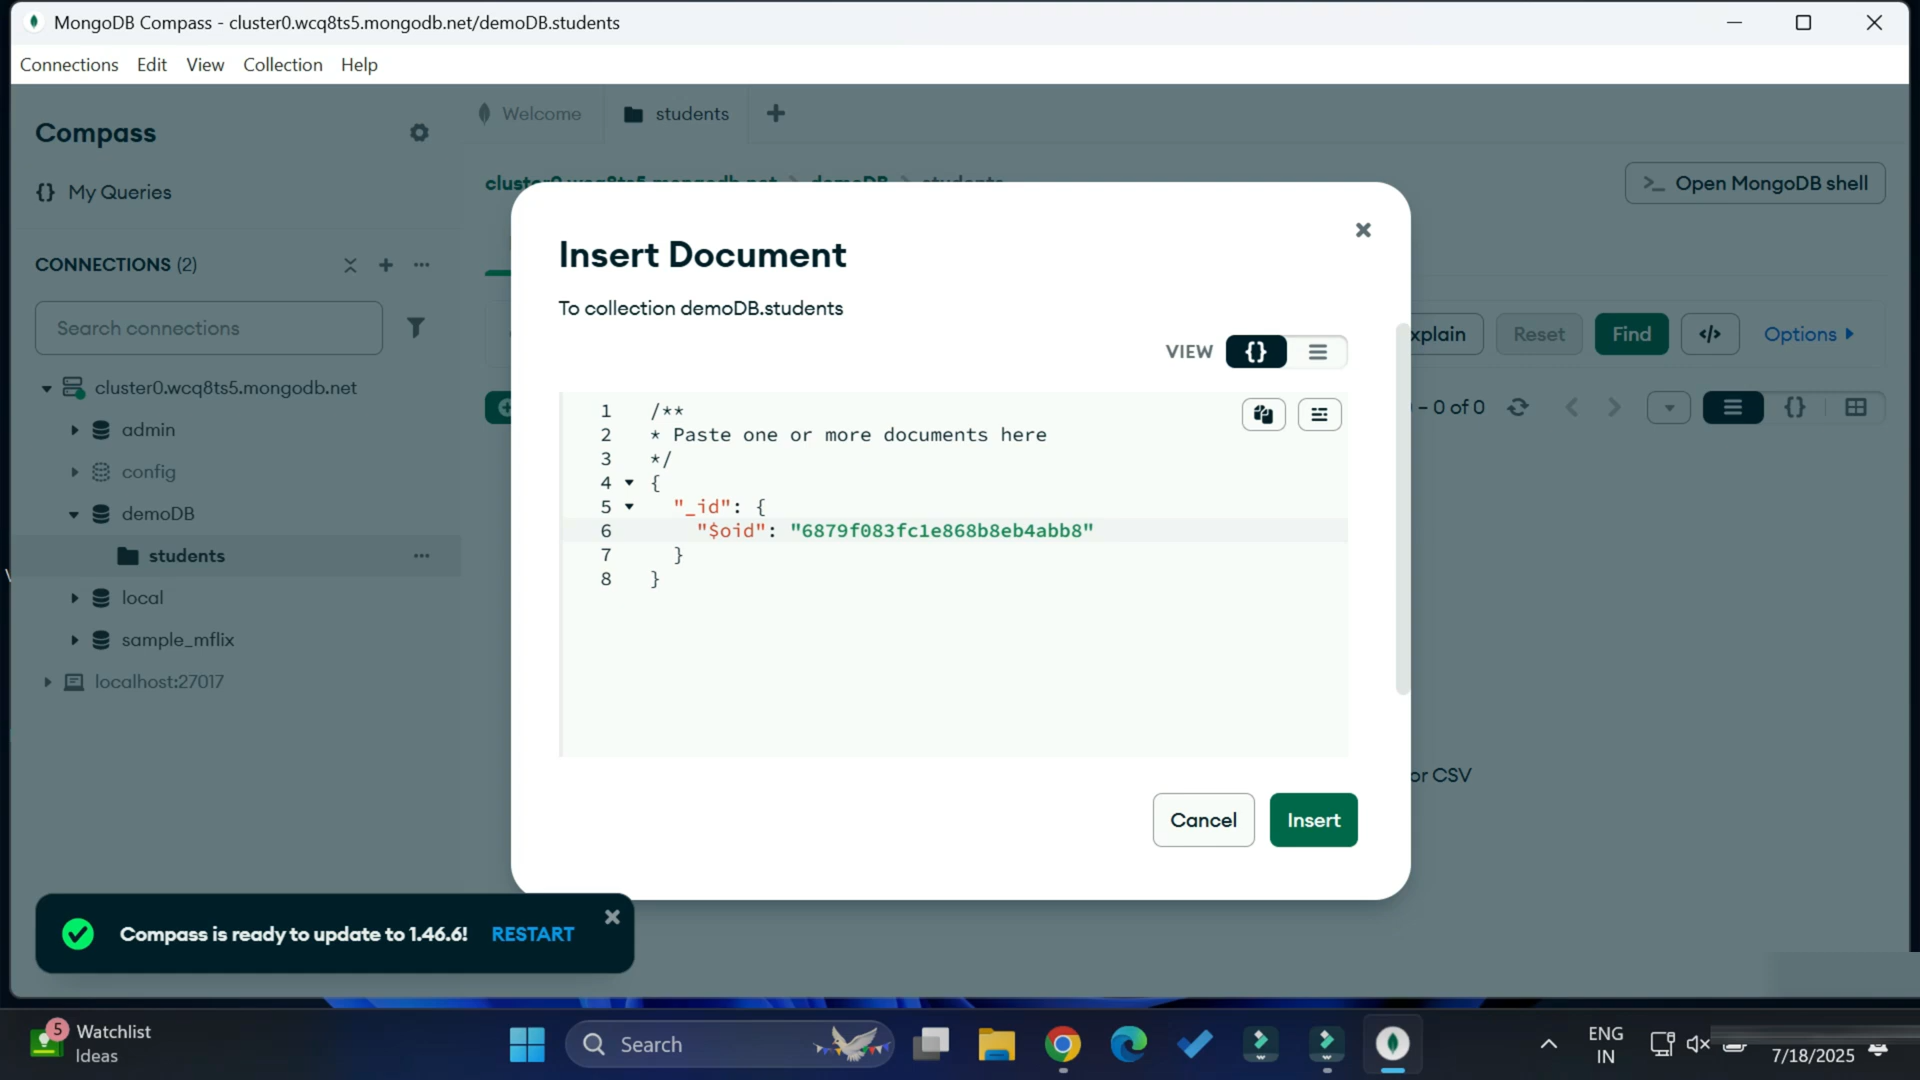 MongoDB Compass - cluster0.wcq8ts5.mongodb.net/demoDB.students
Connections Edit View Collection Help
Compass
Welcome
students
{} My Queries
>_ Open MongoDB shell
CONNECTIONS (2)
Search connections
cluster0.wcq8ts5.mongodb.net
admin
config
demoDB
students
local
sample_mflix
localhost:27017
Insert Document
To collection demoDB.students
VIEW {}
1 /**
2 * Paste one or more documents here
3 */
4 {
5 "_id": {
6 "$oid": "6879f083fc1e868b8eb4abb8"
7 }
8 }
Cancel
Insert
xplain
Reset
Find
</>
Options
– 0 of 0
{}
or CSV
Compass is ready to update to 1.46.6! RESTART
5
Watchlist
Ideas
Search
ENG
IN
7/18/2025